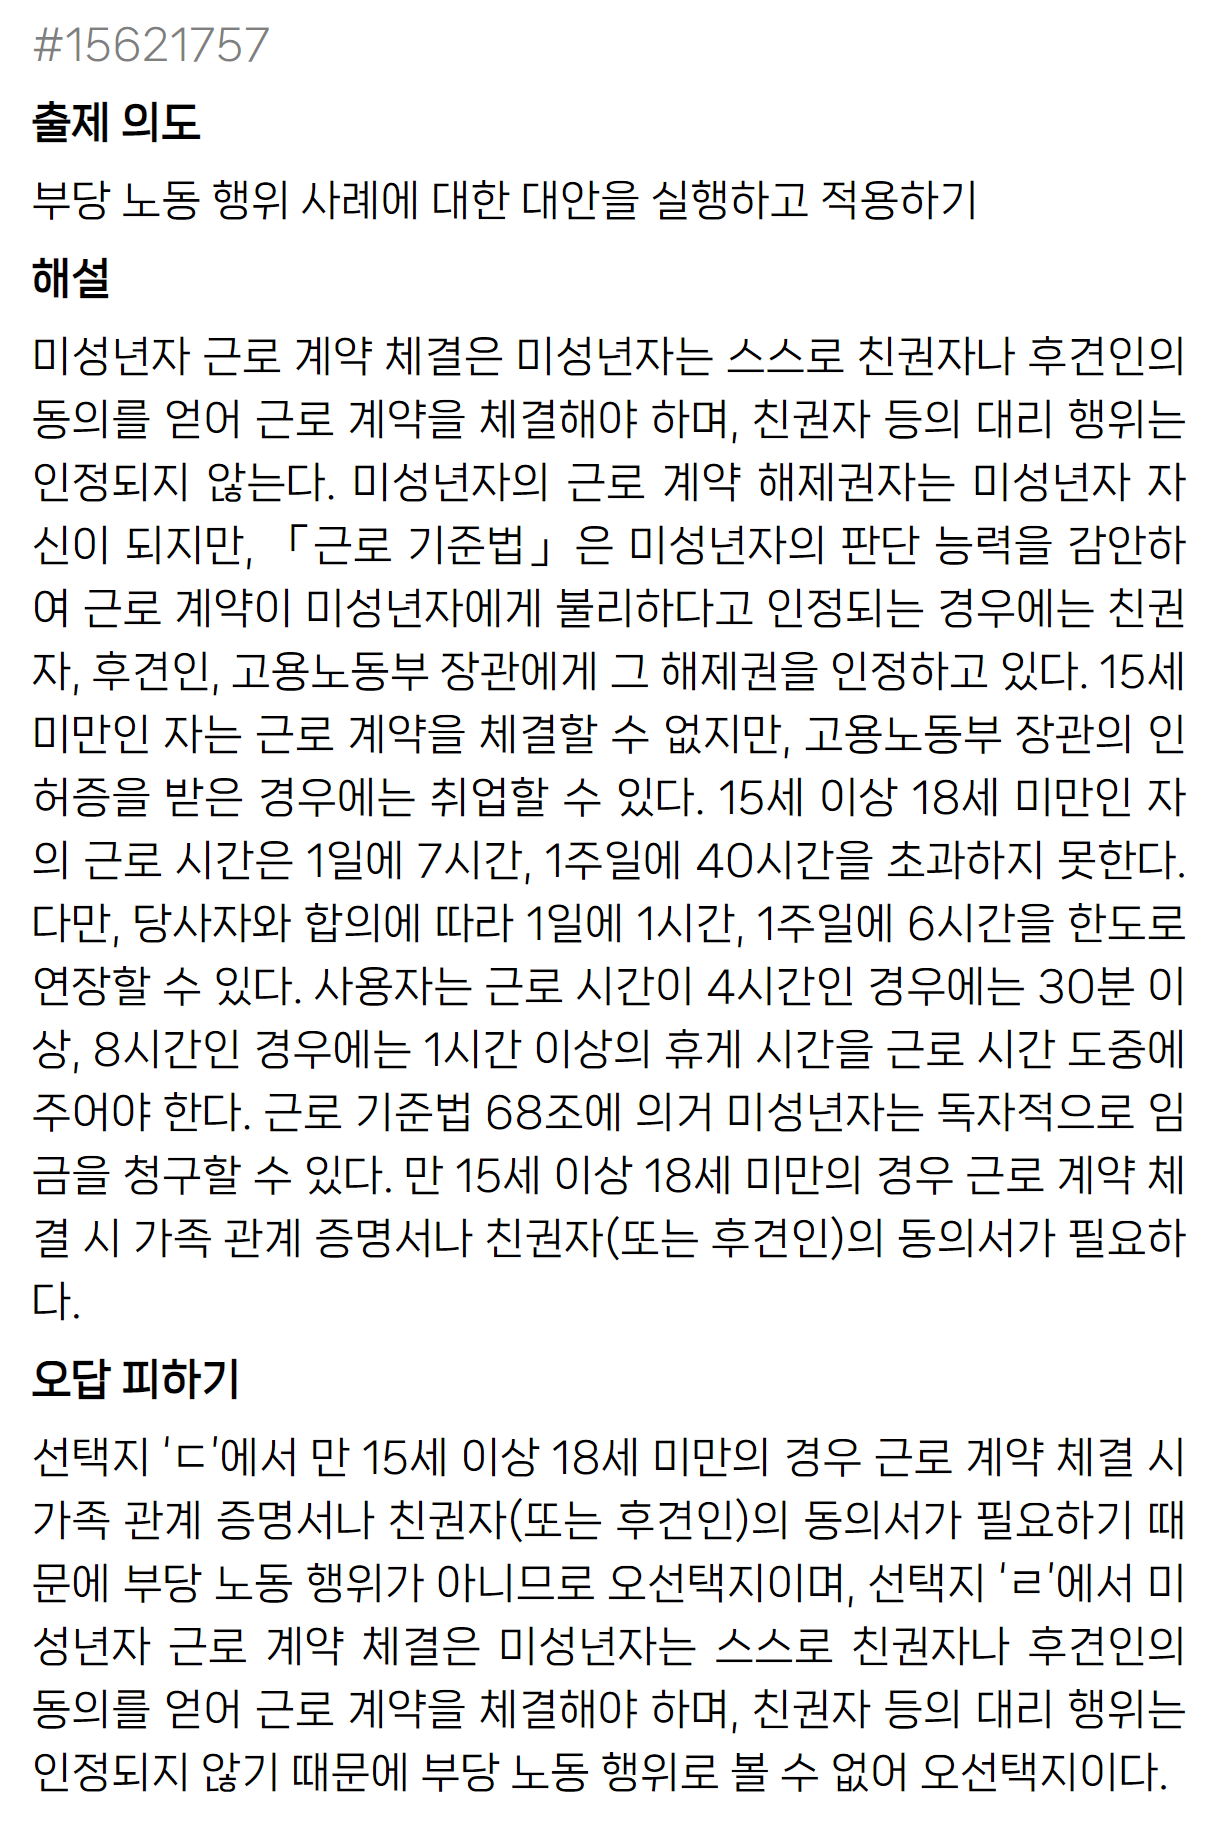 #15621757
출제 의도
부당 노동 행위 사례에 대한 대안을 실행하고 적용하기
해설
미성년자 근로 계약 체결은 미성년자는 스스로 친권자나 후견인의
동의를 얻어 근로 계약을 체결해야 하며, 친권자 등의 대리 행위는
인정되지 않는다. 미성년자의 근로 계약 해제권자는 미성년자 자
신이 되지만, 「근로 기준법」은 미성년자의 판단 능력을 감안하
여 근로 계약이 미성년자에게 불리하다고 인정되는 경우에는 친권
자, 후견인, 고용노동부 장관에게 그 해제권을 인정하고 있다. 15세
미만인 자는 근로 계약을 체결할 수 없지만, 고용노동부 장관의 인
허증을 받은 경우에는 취업할 수 있다. 15세 이상 18세 미만인 자
의 근로 시간은 1일에 7시간, 1주일에 40시간을 초과하지 못한다.
다만, 당사자와 합의에 따라 1일에 1시간, 1주일에 6시간을 한도로
연장할 수 있다. 사용자는 근로 시간이 4시간인 경우에는 30분 이
상, 8시간인 경우에는 1시간 이상의 휴게 시간을 근로 시간 도중에
주어야 한다. 근로 기준법 68조에 의거 미성년자는 독자적으로 임
금을 청구할 수 있다. 만 15세 이상 18세 미만의 경우 근로 계약 체
결 시 가족 관계 증명서나 친권자(또는 후견인)의 동의서가 필요하
다.
오답 피하기
선택지 'ㄷ'에서 만 15세 이상 18세 미만의 경우 근로 계약 체결 시
가족 관계 증명서나 친권자(또는 후견인)의 동의서가 필요하기 때
문에 부당 노동 행위가 아니므로 오선택지이며, 선택지 'ㄹ'에서 미
성년자 근로 계약 체결은 미성년자는 스스로 친권자나 후견인의
동의를 얻어 근로 계약을 체결해야 하며, 친권자 등의 대리 행위는
인정되지 않기 때문에 부당 노동 행위로 볼 수 없어 오선택지이다.